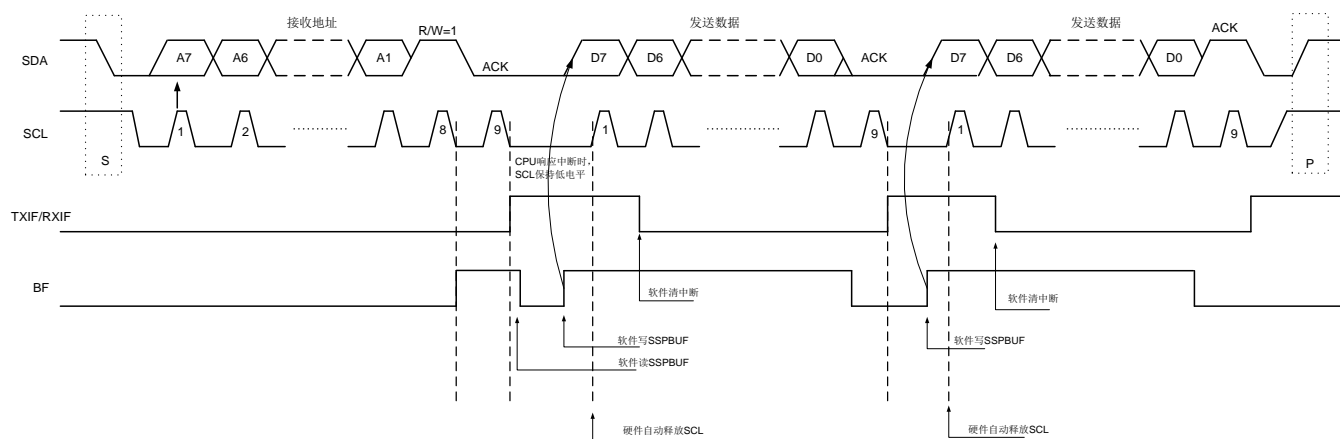 接收地址 发送数据 发送数据
R/W=1 ACK
SDA A7 A6 A1 ACK D7 D6 D0 ACK D7 D6 D0
SCL 1 2 8 9 1 9 1 9
S P
CPU响应中断时,
SCL保持低电平
TXIF/RXIF
BF
软件清中断 软件清中断
软件写SSPBUF 软件写SSPBUF
软件读SSPBUF
硬件自动释放SCL 硬件自动释放SCL